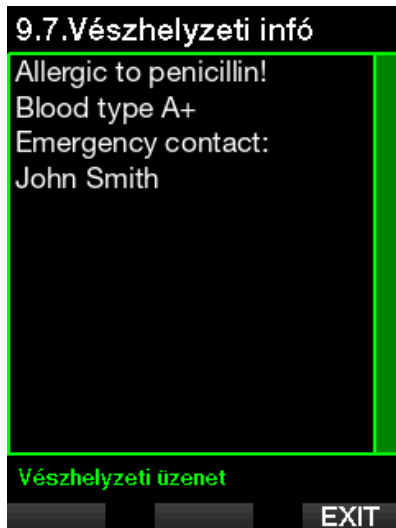 9.7.Vészhelyzeti infó
Allergic to penicillin!
Blood type A+
Emergency contact:
John Smith
Vészhelyzeti üzenet
EXIT